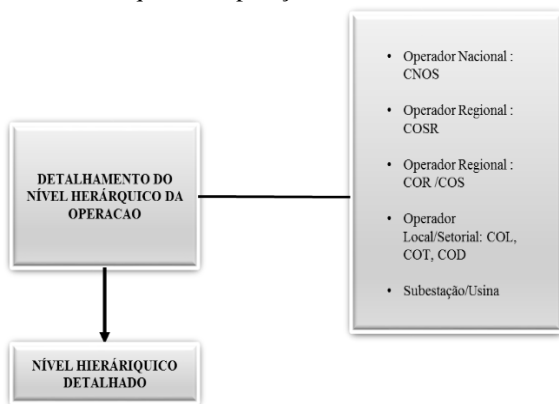 • Operador Nacional :
CNOS
• Operador Regional :
COSR
• Operador Regional :
COR /COS
• Operador
Local/Setorial: COL,
COT, COD
• Subestação/Usina
DETALHAMENTO DO
NÍVEL HERÁRQUICO DA
OPERACAO
NÍVEL HIERÁRIQUICO
DETALHADO